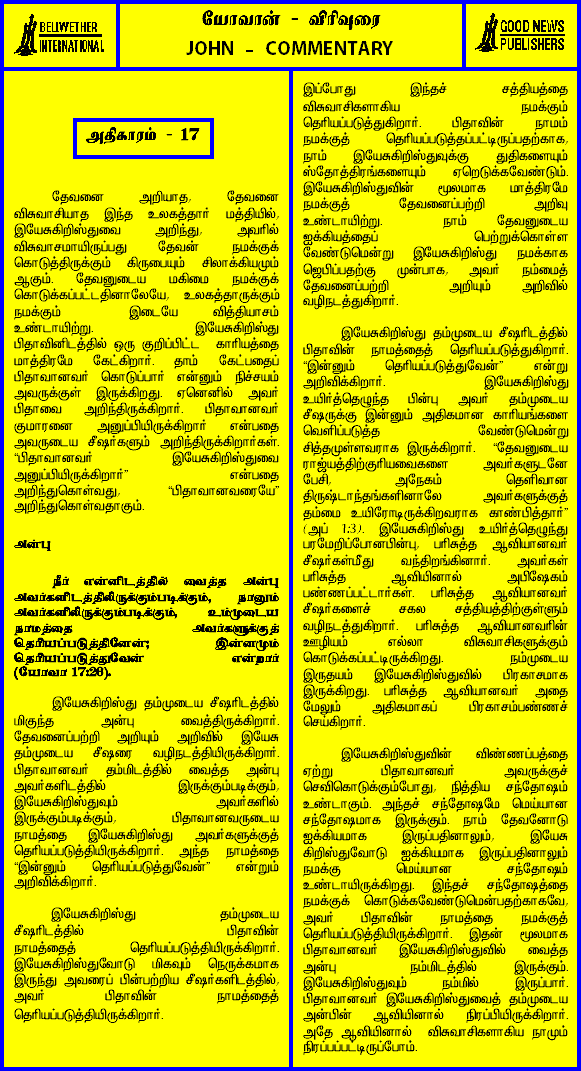 BELLWETHER
INTERNATIONAL
யோவான் - விரிவுரை
JOHN - COMMENTARY
GOOD NEWS
PUBLISHERS
அதிகாரம் - 17
தேவனை அறியாத, தேவனை
விசுவாசியாத இந்த உலகத்தார் மத்தியில்,
இயேசுகிறிஸ்துவை அறிந்து, அவரில்
விசுவாசமாயிருப்பது தேவன் நமக்குக்
கொடுத்திருக்கும் கிருபையும் சிலாக்கியமும்
ஆகும். தேவனுடைய மகிமை நமக்குக்
கொடுக்கப்பட்டதினாலேயே, உலகத்தாருக்கும்
நமக்கும் இடையே வித்தியாசம்
உண்டாயிற்று. இயேசுகிறிஸ்து
பிதாவினிடத்தில் ஒரு குறிப்பிட்ட காரியத்தை
மாத்திரமே கேட்கிறார். தாம் கேட்பதைப்
பிதாவானவர் கொடுப்பார் என்னும் நிச்சயம்
அவருக்குள் இருக்கிறது. ஏனெனில் அவர்
பிதாவை அறிந்திருக்கிறார். பிதாவானவர்
குமாரனை அனுப்பியிருக்கிறார் என்பதை
அவருடைய சீஷர்களும் அறிந்திருக்கிறார்கள்.
“பிதாவானவர் இயேசுகிறிஸ்துவை
அனுப்பியிருக்கிறார்” என்பதை
அறிந்துகொள்வது, “பிதாவானவரையே”
அறிந்துகொள்வதாகும்.
அன்பு
நீர் என்னிடத்தில் வைத்த அன்பு
அவர்களிடத்திலிருக்கும்படிக்கும், நானும்
அவர்களிலிருக்கும்படிக்கும், உம்முடைய
நாமத்தை அவர்களுக்குத்
தெரியப்படுத்தினேன்; இன்னமும்
தெரியப்படுத்துவேன் என்றார்
(யோவா 17:26).
இயேசுகிறிஸ்து தம்முடைய சீஷரிடத்தில்
மிகுந்த அன்பு வைத்திருக்கிறார்.
தேவனைப்பற்றி அறியும் அறிவில் இயேசு
தம்முடைய சீஷரை வழிநடத்தியிருக்கிறார்.
பிதாவானவர் தம்மிடத்தில் வைத்த அன்பு
அவர்களிடத்தில் இருக்கும்படிக்கும்,
இயேசுகிறிஸ்துவும் அவர்களில்
இருக்கும்படிக்கும், பிதாவானவருடைய
நாமத்தை இயேசுகிறிஸ்து அவர்களுக்குத்
தெரியப்படுத்தியிருக்கிறார். அந்த நாமத்தை
“இன்னும் தெரியப்படுத்துவேன்” என்றும்
அறிவிக்கிறார்.
இயேசுகிறிஸ்து தம்முடைய
சீஷரிடத்தில் பிதாவின்
நாமத்தைத் தெரியப்படுத்தியிருக்கிறார்.
இயேசுகிறிஸ்துவோடு மிகவும் நெருக்கமாக
இருந்து அவரைப் பின்பற்றிய சீஷர்களிடத்தில்,
அவர் பிதாவின் நாமத்தைத்
தெரியப்படுத்தியிருக்கிறார்.
இப்போது இந்தச் சத்தியத்தை
விசுவாசிகளாகிய நமக்கும்
தெரியப்படுத்துகிறார். பிதாவின் நாமம்
நமக்குத் தெரியப்படுத்தப்பட்டிருப்பதற்காக,
நாம் இயேசுகிறிஸ்துவுக்கு துதிகளையும்
ஸ்தோத்திரங்களையும் ஏறெடுக்கவேண்டும்.
இயேசுகிறிஸ்துவின் மூலமாக மாத்திரமே
நமக்குத் தேவனைப்பற்றி அறிவு
உண்டாயிற்று. நாம் தேவனுடைய
ஐக்கியத்தைப் பெற்றுக்கொள்ள
வேண்டுமென்று இயேசுகிறிஸ்து நமக்காக
ஜெபிப்பதற்கு முன்பாக, அவர் நம்மைத்
தேவனைப்பற்றி அறியும் அறிவில்
வழிநடத்துகிறார்.
இயேசுகிறிஸ்து தம்முடைய சீஷரிடத்தில்
பிதாவின் நாமத்தைத் தெரியப்படுத்துகிறார்.
“இன்னும் தெரியப்படுத்துவேன்” என்று
அறிவிக்கிறார். இயேசுகிறிஸ்து
உயிர்த்தெழுந்த பின்பு அவர் தம்முடைய
சீஷருக்கு இன்னும் அதிகமான காரியங்களை
வெளிப்படுத்த வேண்டுமென்று
சித்தமுள்ளவராக இருக்கிறார். “தேவனுடைய
ராஜ்யத்திற்குரியவைகளை அவர்களுடனே
பேசி, அநேகம் தெளிவான
திருஷ்டாந்தங்களினாலே அவர்களுக்குத்
தம்மை உயிரோடிருக்கிறவராக காண்பித்தார்”
(அப் 1:3). இயேசுகிறிஸ்து உயிர்த்தெழுந்து
பரமேறிப்போனபின்பு, பரிசுத்த ஆவியானவர்
சீஷர்கள்மீது வந்திறங்கினார். அவர்கள்
பரிசுத்த ஆவியினால் அபிஷேகம்
பண்ணப்பட்டார்கள். பரிசுத்த ஆவியானவர்
சீஷர்களைச் சகல சத்தியத்திற்குள்ளும்
வழிநடத்துகிறார். பரிசுத்த ஆவியானவரின்
ஊழியம் எல்லா விசுவாசிகளுக்கும்
கொடுக்கப்பட்டிருக்கிறது. நம்முடைய
இருதயம் இயேசுகிறிஸ்துவில் பிரகாசமாக
இருக்கிறது. பரிசுத்த ஆவியானவர் அதை
மேலும் அதிகமாகப் பிரகாசம்பண்ணச்
செய்கிறார்.
இயேசுகிறிஸ்துவின் விண்ணப்பத்தை
ஏற்று பிதாவானவர் அவருக்குச்
செவிகொடுக்கும்போது, நித்திய சந்தோஷம்
உண்டாகும். அந்தச் சந்தோஷமே மெய்யான
சந்தோஷமாக இருக்கும். நாம் தேவனோடு
ஐக்கியமாக இருப்பதினாலும், இயேசு
கிறிஸ்துவோடு ஐக்கியமாக இருப்பதினாலும்
நமக்கு மெய்யான சந்தோஷம்
உண்டாயிருக்கிறது. இந்தச் சந்தோஷத்தை
நமக்குக் கொடுக்கவேண்டுமென்பதற்காகவே,
அவர் பிதாவின் நாமத்தை நமக்குத்
தெரியப்படுத்தியிருக்கிறார். இதன் மூலமாக
பிதாவானவர் இயேசுகிறிஸ்துவில் வைத்த
அன்பு நம்மிடத்தில் இருக்கும்.
இயேசுகிறிஸ்துவும் நம்மில் இருப்பார்.
பிதாவானவர் இயேசுகிறிஸ்துவைத் தம்முடைய
அன்பின் ஆவியினால் நிரப்பியிருக்கிறார்.
அதே ஆவியினால் விசுவாசிகளாகிய நாமும்
நிரப்பப்பட்டிருப்போம்.